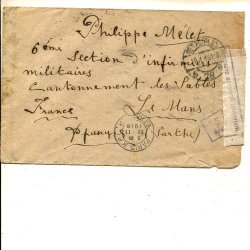 Philippe Mélet
6ème Section d'infirmiers
militaires
Cantonnement des Sables
France Le Mans
(Sarthe)